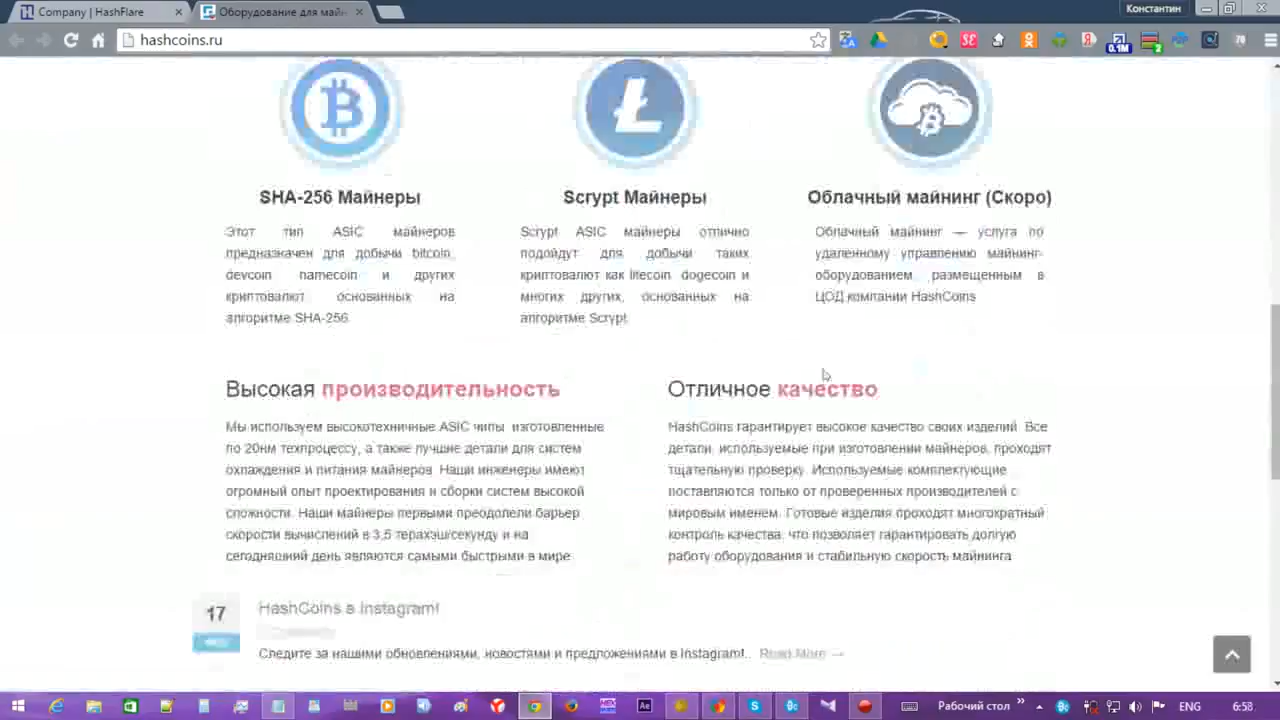 Company | HashFlare
Оборудование для майн
Константин
hashcoins.ru
0.1M
2
SHA-256 Майнеры
Этот тип ASIC майнеров
предназначен для добычи bitcoin,
devcoin namecoin и других
криптовалют основанных на
алгоритме SHA-256
Scrypt Майнеры
Scrypt ASIC майнеры отлично
подойдут для добычи таких
криптовалют как litecoin dogecoin и
многих других, основанных на
алгоритме Scrypt
Облачный майнинг (Скоро)
Облачный майнинг — услуга по
удаленному управлению майнинг-
оборудованием, размещенным в
ЦОД компании HashCoins
Высокая производительность
Мы используем высокотехничные ASIC чипы изготовленные
по 20нм техпроцессу, а также лучшие детали для систем
охлаждения и питания майнеров. Наши инженеры имеют
огромный опыт проектирования и сборки систем высокой
сложности. Наши майнеры первыми преодолели барьер
скорости вычислений в 3,5 терахэш/секунду и на
сегодняшний день являются самыми быстрыми в мире
Отличное качество
HashCoins гарантирует высокое качество своих изделий. Все
детали, используемые при изготовлении майнеров, проходят
тщательную проверку. Используемые комплектующие
поставляются только от проверенных производителей с
мировым именем. Готовые изделия проходят многократный
контроль качества, что позволяет гарантировать долгую
работу оборудования и стабильную скорость майнинга
17
HashCoins в Instagram!
Следите за нашими обновлениями, новостями и предложениями в Instagram!.. Read More →
Рабочий стол
ENG
6:58